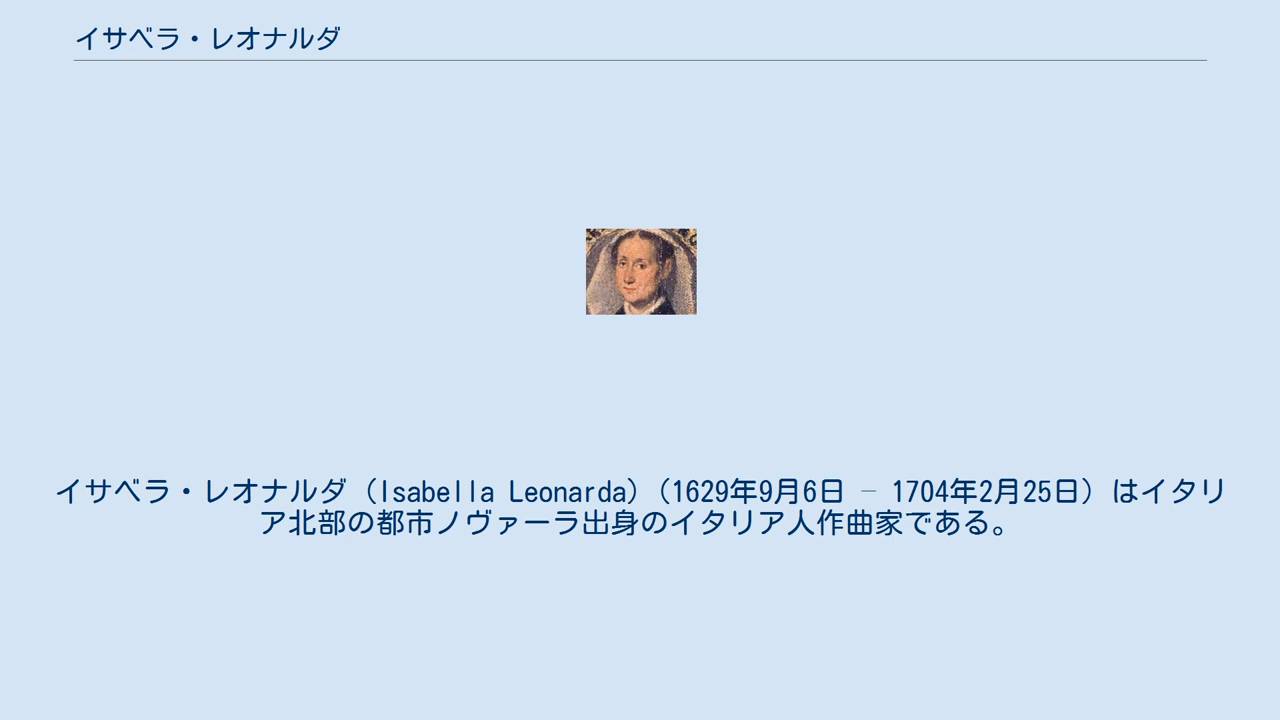 イサベラ・レオナルダ
イサベラ・レオナルダ（Isabella Leonarda）（1629年9月6日 – 1704年2月25日）はイタリ
ア北部の都市ノヴァーラ出身のイタリア人作曲家である。